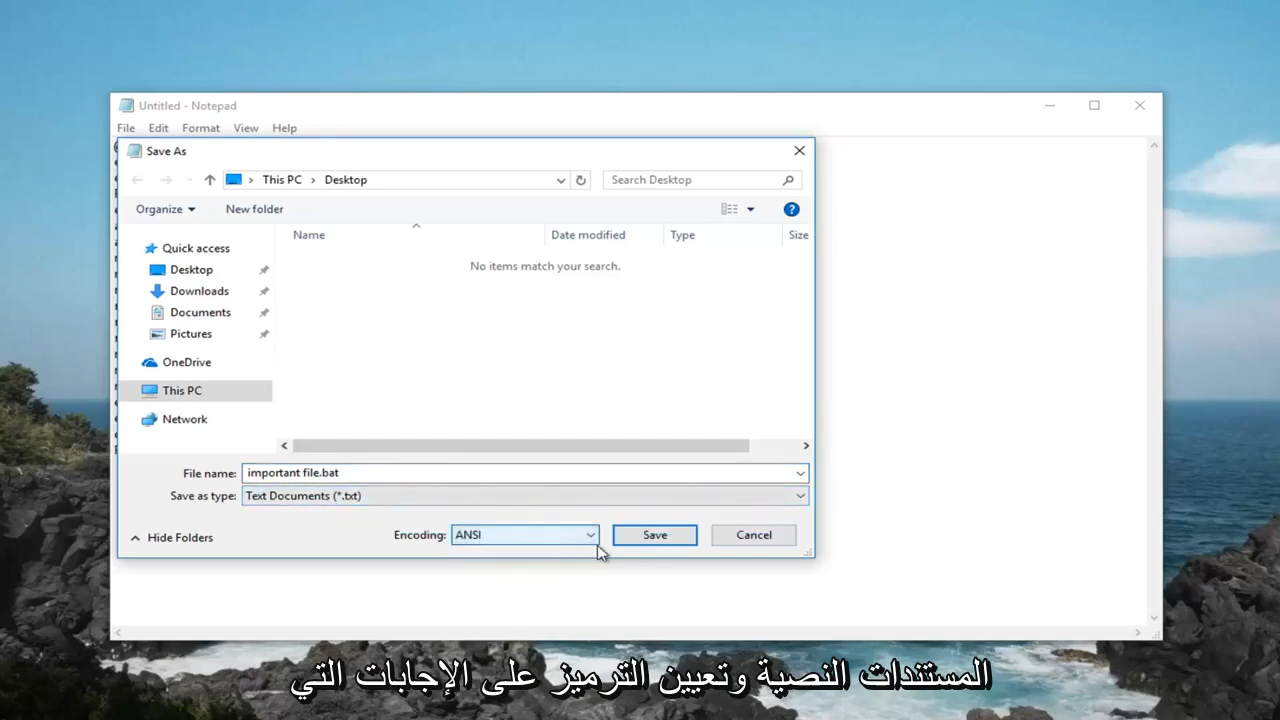 Untitled - Notepad
File Edit Format View Help
Save As
This PC Desktop
Search Desktop
Organize New folder
Name Date modified Type Size
No items match your search.
Quick access
Desktop
Downloads
Documents
Pictures
OneDrive
This PC
Network
File name: important file.bat
Save as type: Text Documents (*.txt)
Hide Folders Encoding: ANSI Save Cancel
المستندات النصية وتعيين الترميز على الإجابات التي